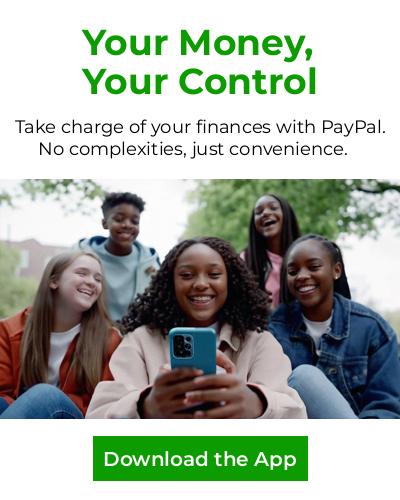 Your Money,
Your Control
Take charge of your finances with PayPal.
No complexities, just convenience.
Download the App